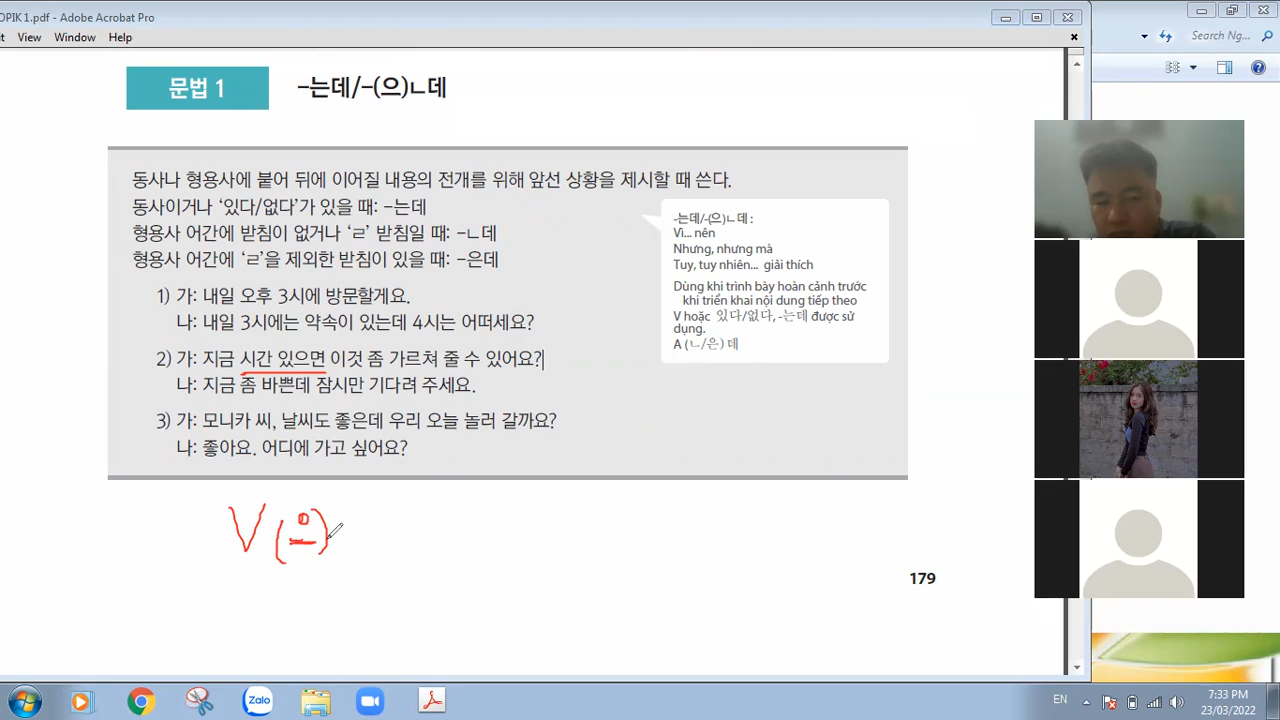 OPIK1.pdf - Adobe Acrobat Pro
it View Window Help
Search Ng...
문법 1
-는데/-(으)ㄴ데
동사나 형용사에 붙어 뒤에 이어질 내용의 전개를 위해 앞선 상황을 제시할 때 쓴다.
동사이거나 ‘있다/없다’가 있을 때: -는데
형용사 어간에 받침이 없거나 ‘ㄹ’ 받침일 때: -ㄴ데
형용사 어간에 ‘ㄹ’을 제외한 받침이 있을 때: -은데
1) 가: 내일 오후 3시에 방문할게요.
나: 내일 3시에는 약속이 있는데 4시는 어떠세요?
2) 가: 지금 시간 있으면 이것 좀 가르쳐 줄 수 있어요?
나: 지금 좀 바쁜데 잠시만 기다려 주세요.
3) 가: 모니카 씨, 날씨도 좋은데 우리 오늘 놀러 갈까요?
나: 좋아요. 어디에 가고 싶어요?
-는데/-(으)ㄴ데 :
Vì... nên
Nhưng, nhưng mà
Tuy, tuy nhiên... giải thích
Dùng khi trình bày hoàn cảnh trước
khi triển khai nội dung tiếp theo
V hoặc 있다/없다, -는데 được sử
dụng.
A (ㄴ/은) 데
V (으)
179
Zalo
EN
7:33 PM
23/03/2022